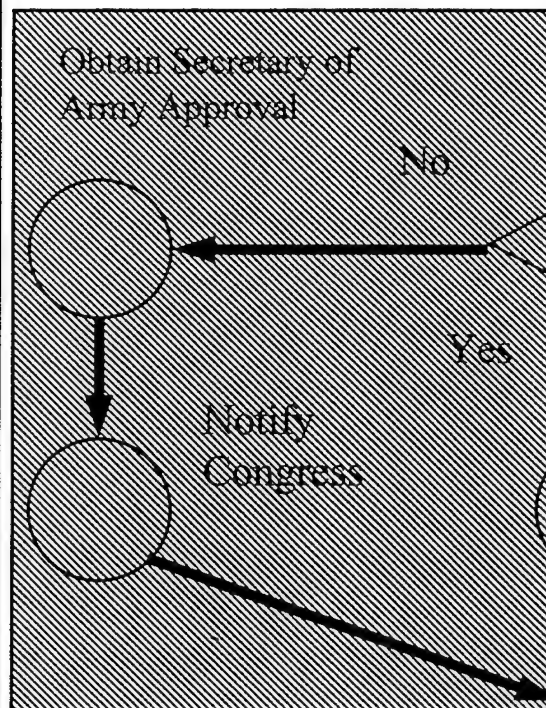 Obtain Secretary of
Army Approval
No
Yes
Notify
Congress